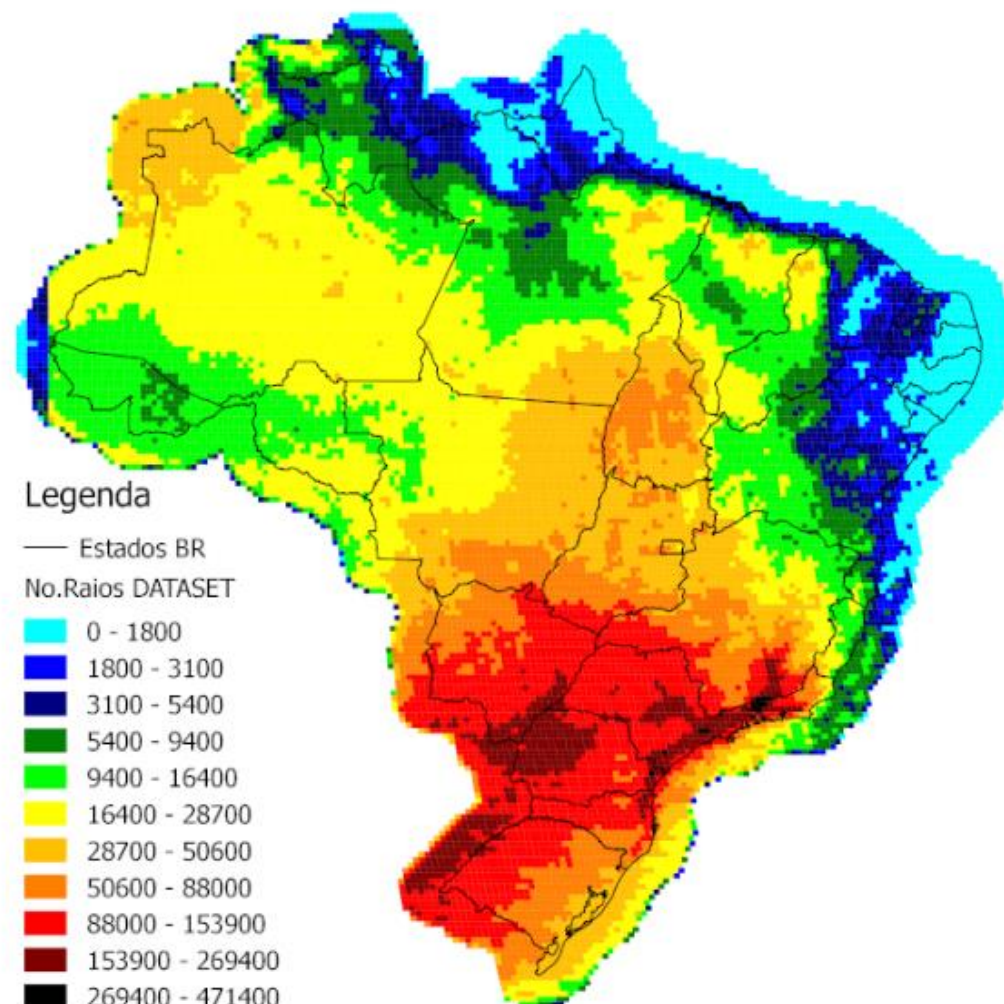 Legenda
Estados BR
No.Raios DATASET
0 - 1800
1800 - 3100
3100 - 5400
5400 - 9400
9400 - 16400
16400 - 28700
28700 - 50600
50600 - 88000
88000 - 153900
153900 - 269400
269400 - 471400